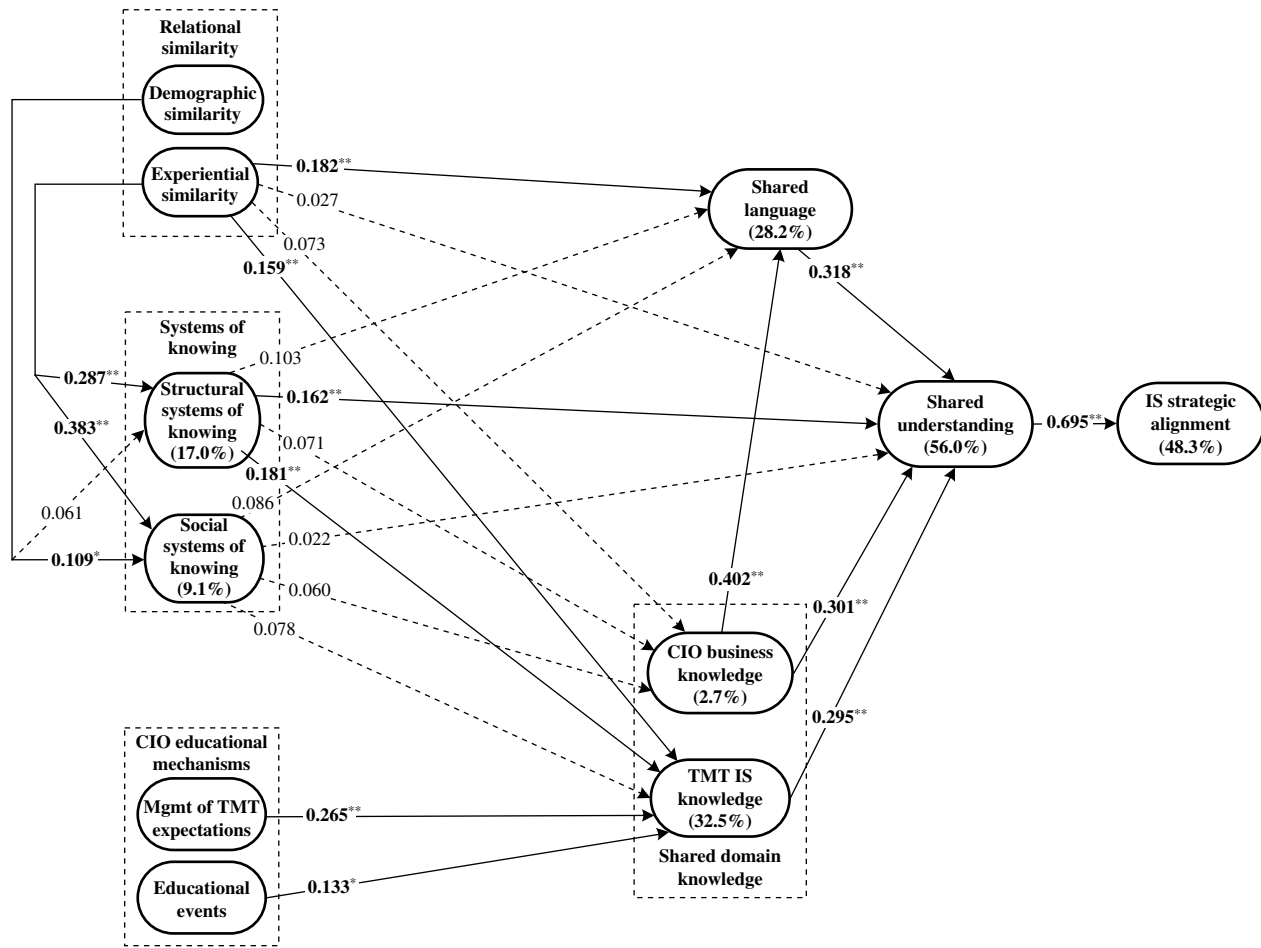 Relational
similarity
Demographic
similarity
Experiential
similarity
0.182**
0.027
0.073
0.159**
Shared
language
(28.2%)
0.318**
Systems of
knowing
0.103
0.287**
Structural
systems of
knowing
(17.0%)
0.162**
0.383**
0.071
0.181**
Shared
understanding
(56.0%)
0.695**
IS strategic
alignment
(48.3%)
0.061
0.086
Social
systems of
knowing
(9.1%)
0.022
0.109*
0.060
0.078
0.402**
0.301**
CIO business
knowledge
(2.7%)
0.295**
CIO educational
mechanisms
Mgmt of TMT
expectations
0.265**
TMT IS
knowledge
(32.5%)
Shared domain
knowledge
Educational
events
0.133*